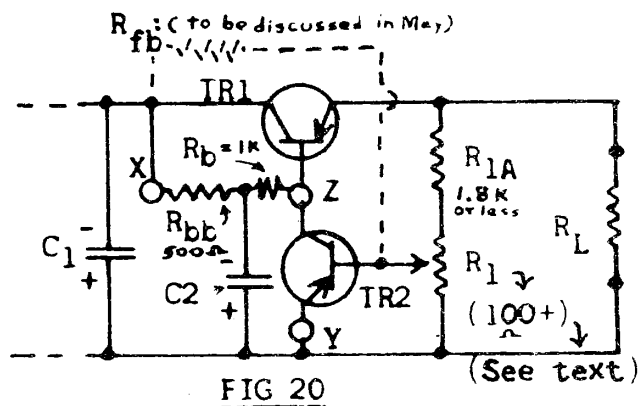 Rfb :(to be discussed in May)
TR1
Rb = 1K
X
Z
R1A
1.8K
or less
Rbb
500Ω
C1
-
+
C2
-
+
TR2
Y
R1
(100+)
Ω
RL
(See text)
FIG 20